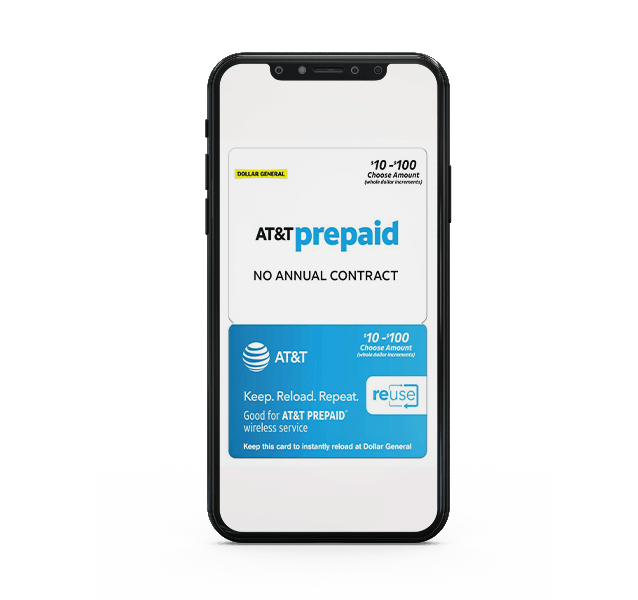 DOLLAR GENERAL
$10 -$100
Choose Amount
(whole dollar increments)
AT&T prepaid
NO ANNUAL CONTRACT
AT&T
$10 -$100
Choose Amount
(whole dollar increments)
Keep. Reload. Repeat.
reuse
Good for AT&T PREPAID℠
wireless service
Keep this card to instantly reload at Dollar General